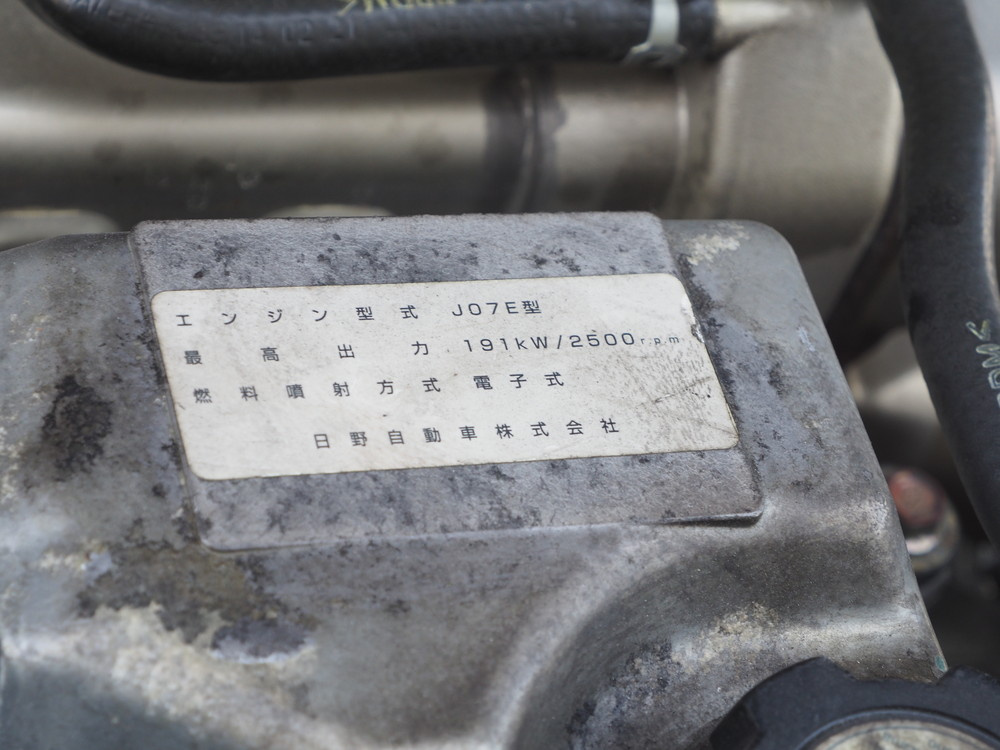 エンジン型式 J07E型
最高出力 191kW/2500r.p.m
燃料噴射方式 電子式
日野自動車株式会社